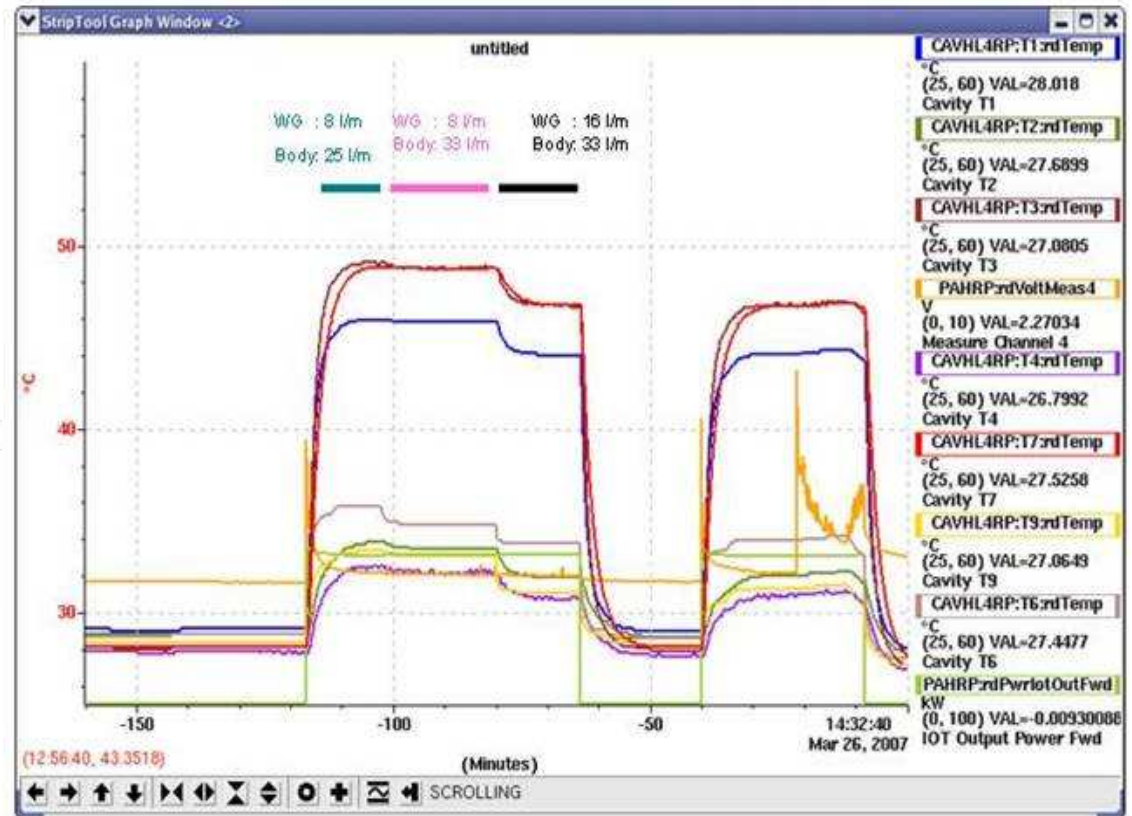 StripTool Graph Window <2>
untitled
WG : 8 l/m
Body: 25 l/m
WG : 8 l/m
Body: 33 l/m
WG : 16 l/m
Body: 33 l/m
50
40
30
°C
-150
-100
-50
14:32:40
Mar 26, 2007
(12:56:40, 43.3518)
(Minutes)
SCROLLING
CAVHL4RP:T1:rdTemp
°C
(25, 60) VAL=28.018
Cavity T1
CAVHL4RP:T2:rdTemp
°C
(25, 60) VAL=27.6899
Cavity T2
CAVHL4RP:T3:rdTemp
°C
(25, 60) VAL=27.0805
Cavity T3
PAHRP:rdVoltMeas4
V
(0, 10) VAL=2.27034
Measure Channel 4
CAVHL4RP:T4:rdTemp
°C
(25, 60) VAL=26.7992
Cavity T4
CAVHL4RP:T7:rdTemp
°C
(25, 60) VAL=27.5258
Cavity T7
CAVHL4RP:T9:rdTemp
°C
(25, 60) VAL=27.0649
Cavity T9
CAVHL4RP:T6:rdTemp
°C
(25, 60) VAL=27.4477
Cavity T6
PAHRP:rdPwrIotOutFwd
kW
(0, 100) VAL=-0.00930088
IOT Output Power Fwd